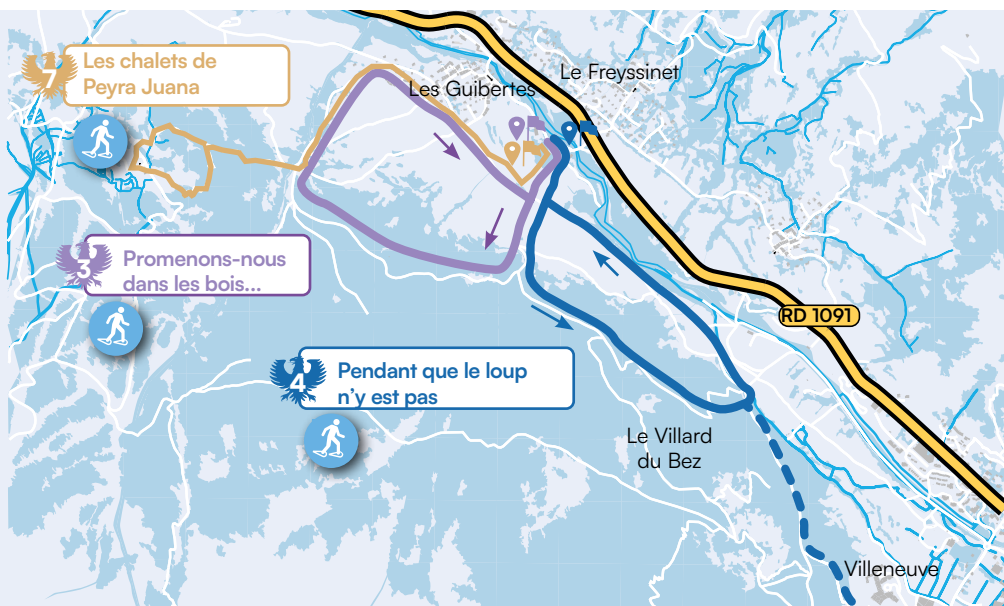 7
Les chalets de
Peyra Juana
Les Guibertes
Le Freyssinet
3
Promenons-nous
dans les bois...
RD 1091
4
Pendant que le loup
n'y est pas
Le Villard
du Bez
Villeneuve